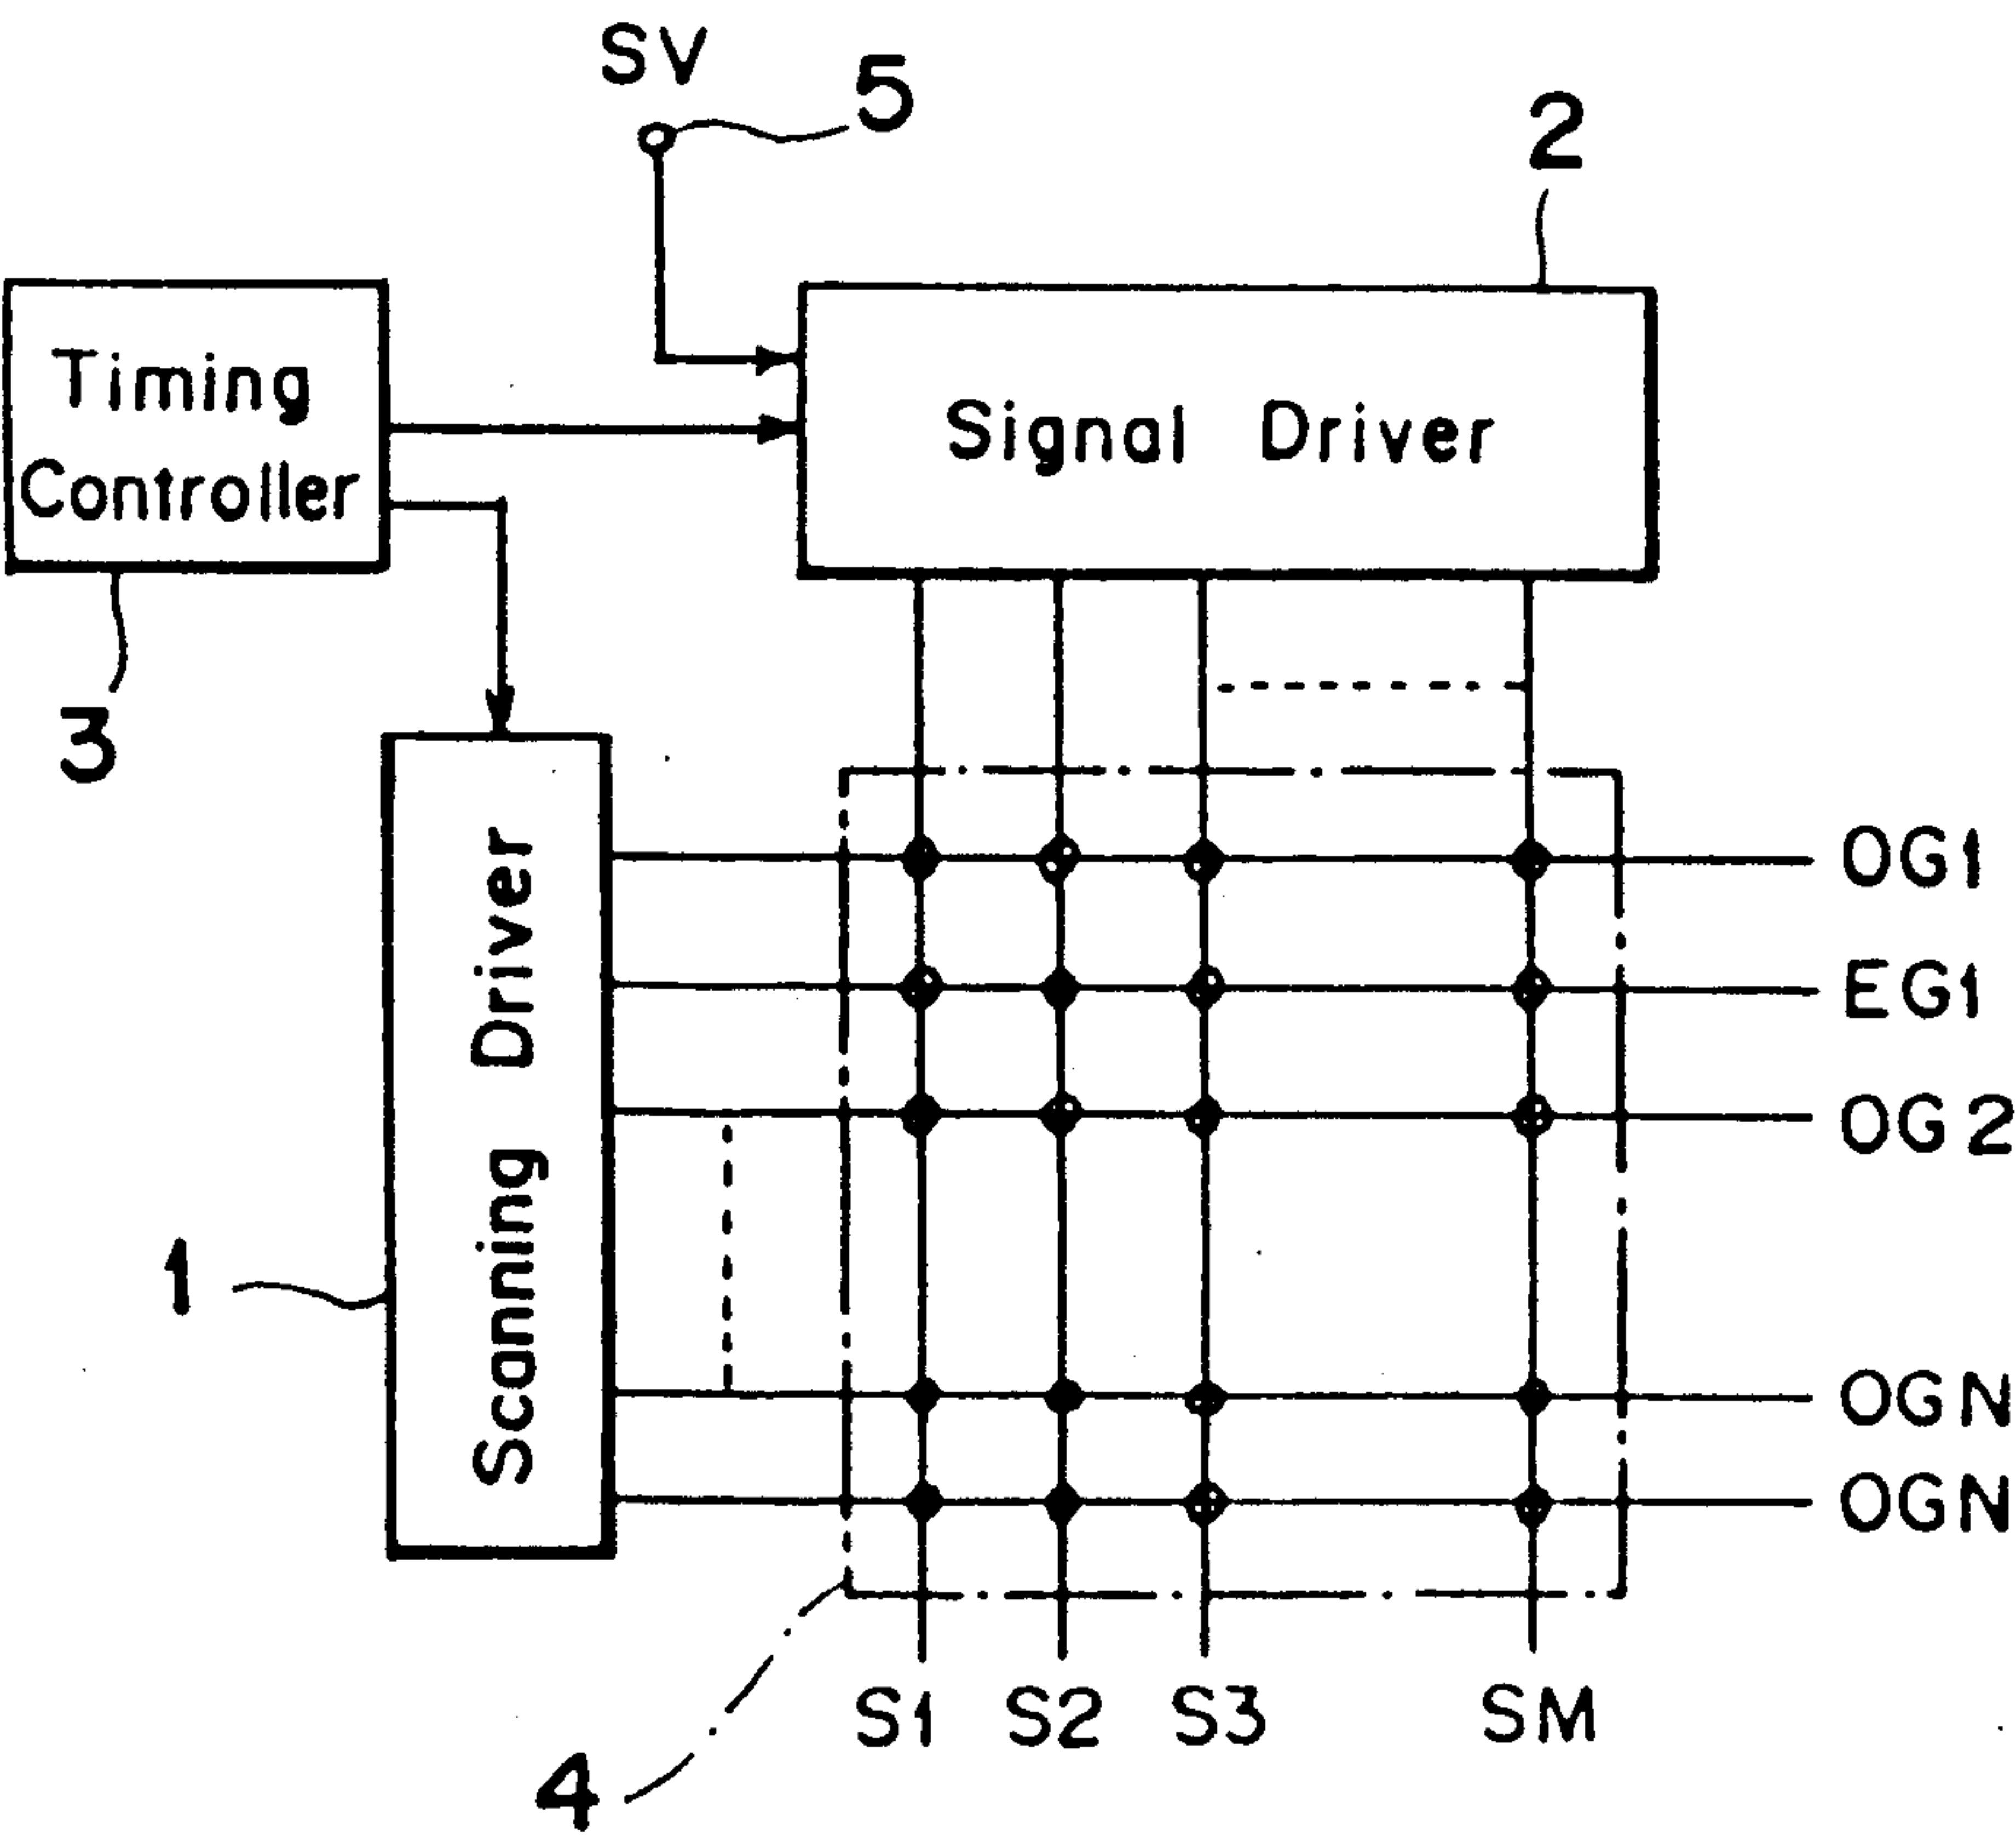 SV
5
2
Timing
Controller
Signal Driver
3
Scanning Driver
1
OG1
EG1
OG2
OGN
OGN
S1 S2 S3 SM
4